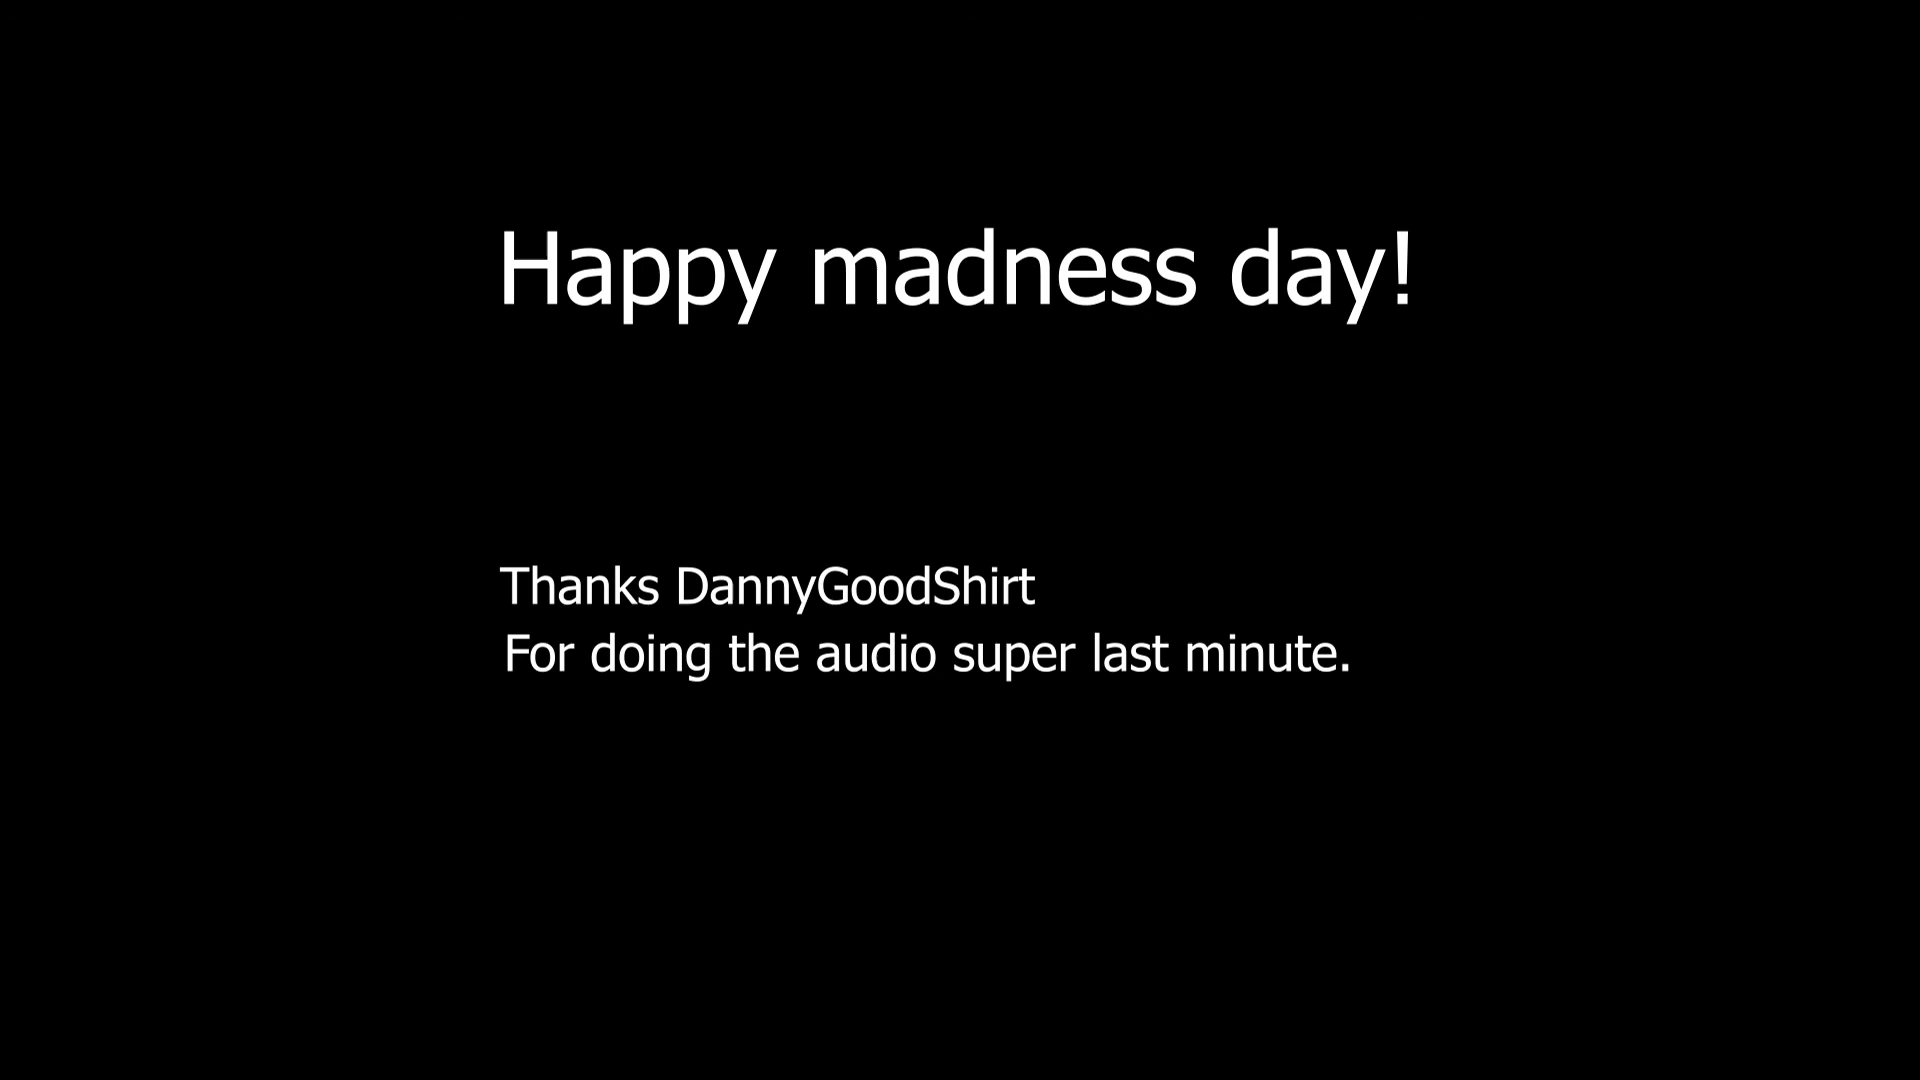 Happy madness day!
Thanks DannyGoodShirt
For doing the audio super last minute.